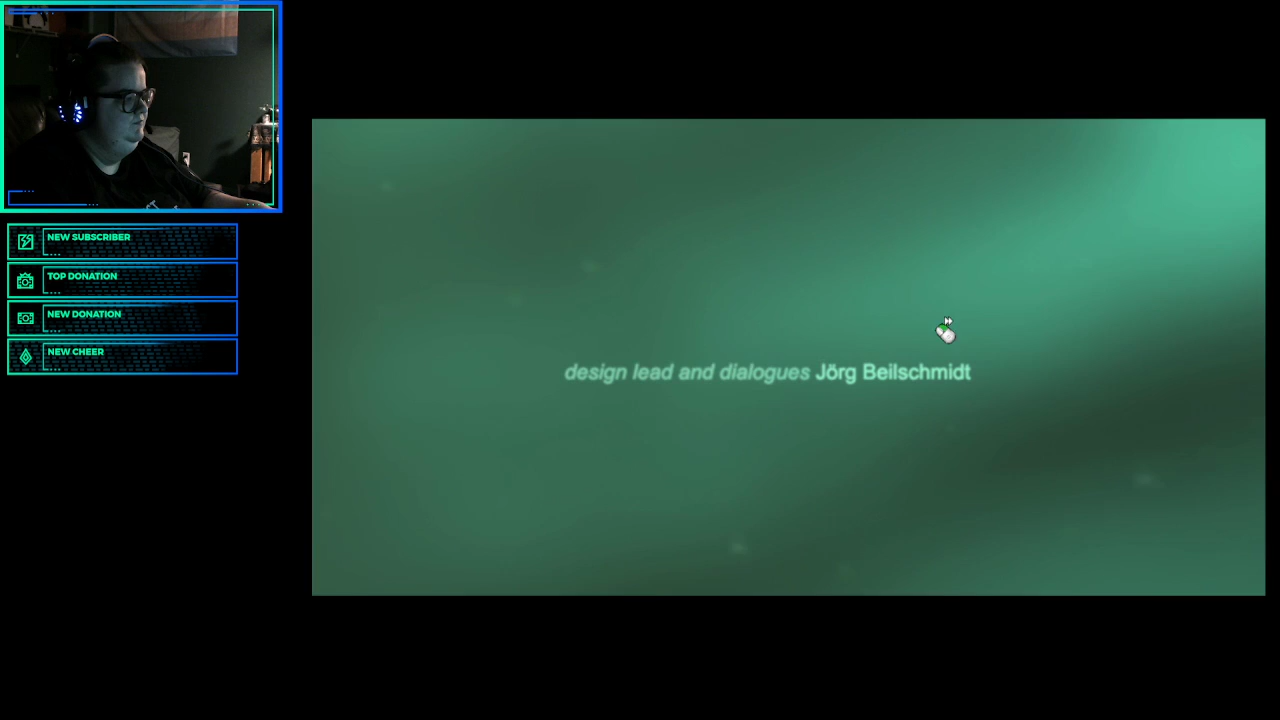 NEW SUBSCRIBER
TOP DONATION
NEW DONATION
NEW CHEER
design lead and dialogues Jörg Beilschmidt